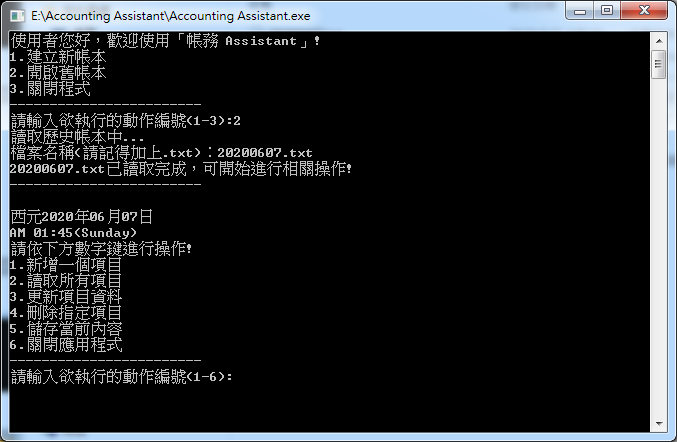 E:\Accounting Assistant\Accounting Assistant.exe
使用者您好，歡迎使用「帳務 Assistant」!
1.建立新帳本
2.開啟舊帳本
3.關閉程式
------------------------
請輸入欲執行的動作編號(1-3):2
讀取歷史帳本中...
檔案名稱(請記得加上.txt)：20200607.txt
20200607.txt已讀取完成，可開始進行相關操作!
------------------------
西元2020年06月07日
AM 01:45(Sunday)
請依下方數字鍵進行操作!
1.新增一個項目
2.讀取所有項目
3.更新項目資料
4.刪除指定項目
5.儲存當前內容
6.關閉應用程式
------------------------
請輸入欲執行的動作編號(1-6):